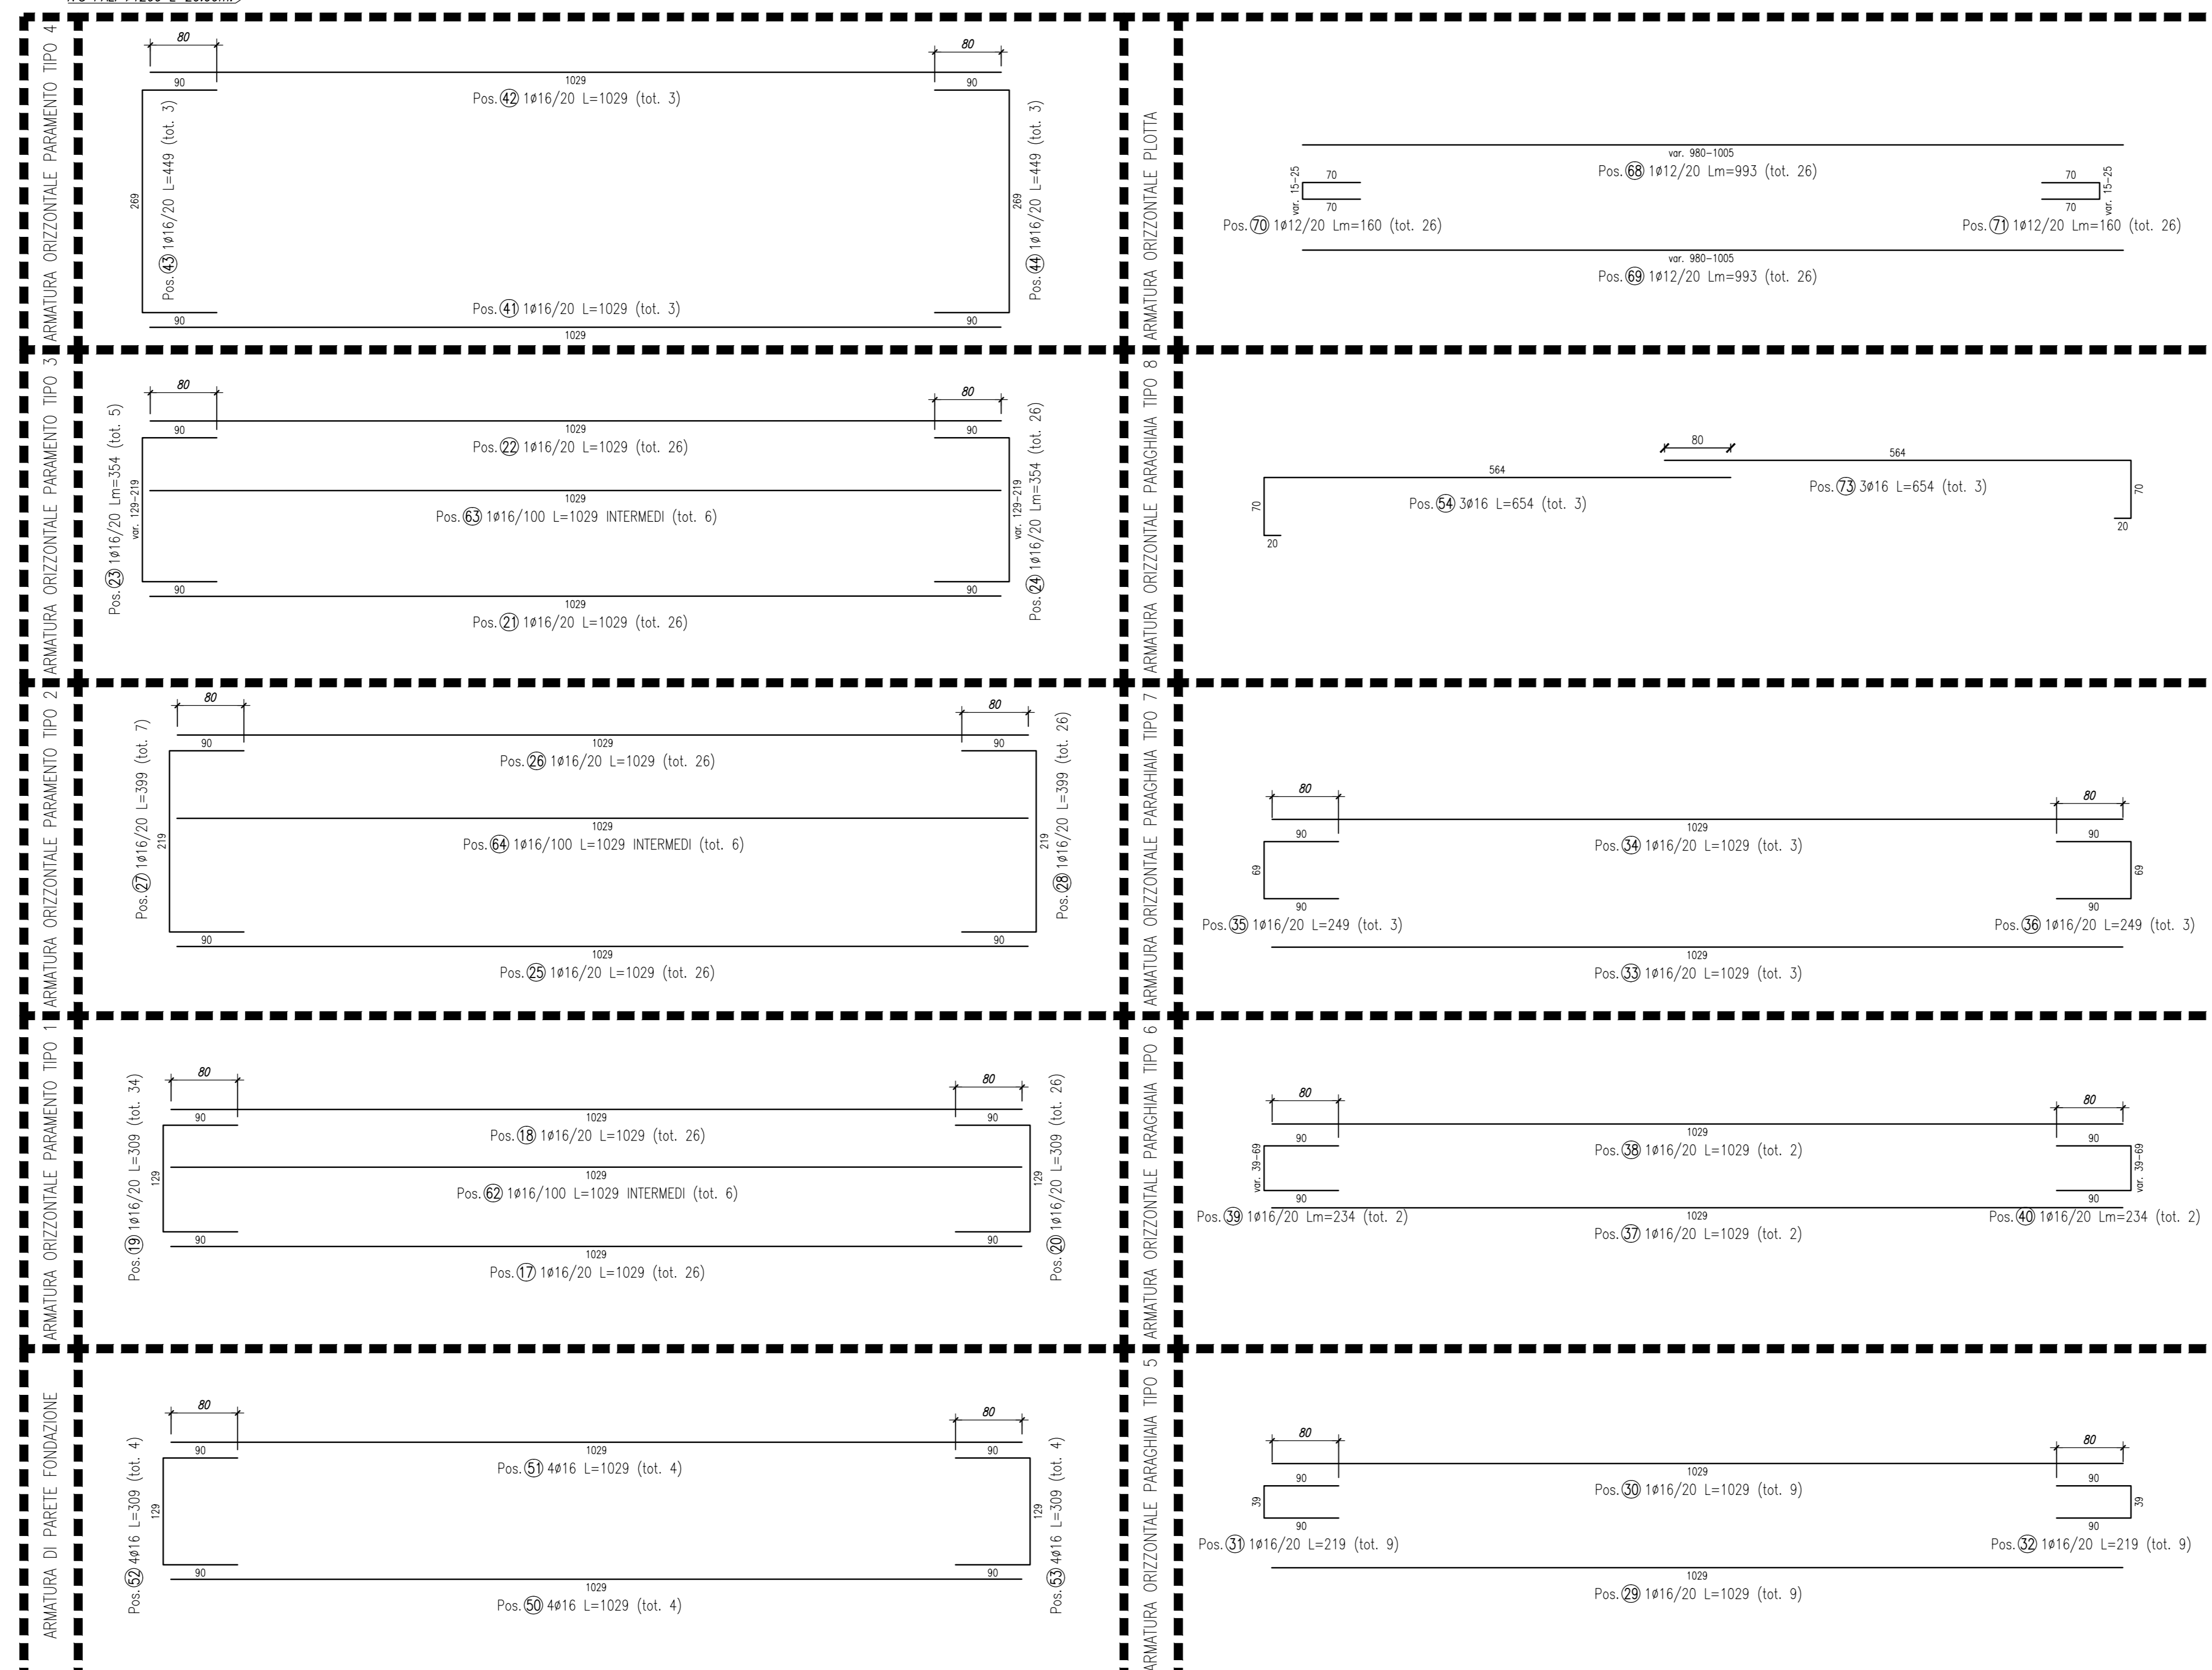 ARMATURA ORIZZONTALE PARAMENTO TIPO 4
80
80
1029
90
90
Pos. 42 1ø16/20 L=1029 (tot. 3)
269
Pos. 43 1ø16/20 L=449 (tot. 3)
269
Pos. 44 1ø16/20 L=449 (tot. 3)
Pos. 41 1ø16/20 L=1029 (tot. 3)
90
90
1029
ARMATURA ORIZZONTALE PARAMENTO TIPO 3
80
80
1029
90
90
Pos. 22 1ø16/20 L=1029 (tot. 26)
Pos. 23 1ø16/20 Lm=354 (tot. 5)
var. 129-219
1029
Pos. 63 1ø16/100 L=1029 INTERMEDI (tot. 6)
var. 129-219
Pos. 24 1ø16/20 Lm=354 (tot. 26)
90
90
1029
Pos. 21 1ø16/20 L=1029 (tot. 26)
ARMATURA ORIZZONTALE PARAMENTO TIPO 2
80
80
1029
90
90
Pos. 26 1ø16/20 L=1029 (tot. 26)
Pos. 27 1ø16/20 L=399 (tot. 7)
219
1029
Pos. 64 1ø16/100 L=1029 INTERMEDI (tot. 6)
219
Pos. 28 1ø16/20 L=399 (tot. 26)
90
90
1029
Pos. 25 1ø16/20 L=1029 (tot. 26)
ARMATURA ORIZZONTALE PARAMENTO TIPO 1
80
80
1029
90
90
Pos. 18 1ø16/20 L=1029 (tot. 26)
Pos. 19 1ø16/20 L=309 (tot. 34)
129
1029
Pos. 62 1ø16/100 L=1029 INTERMEDI (tot. 6)
129
Pos. 20 1ø16/20 L=309 (tot. 26)
90
90
1029
Pos. 17 1ø16/20 L=1029 (tot. 26)
ARMATURA DI PARETE FONDAZIONE
80
80
1029
90
90
Pos. 51 4ø16 L=1029 (tot. 4)
Pos. 52 4ø16 L=309 (tot. 4)
129
129
Pos. 53 4ø16 L=309 (tot. 4)
90
90
1029
Pos. 50 4ø16 L=1029 (tot. 4)
ARMATURA ORIZZONTALE PLOTTA
var. 980-1005
Pos. 68 1ø12/20 Lm=993 (tot. 26)
var. 15-25
70
70
70
70
var. 15-25
Pos. 70 1ø12/20 Lm=160 (tot. 26)
Pos. 71 1ø12/20 Lm=160 (tot. 26)
var. 980-1005
Pos. 69 1ø12/20 Lm=993 (tot. 26)
ARMATURA ORIZZONTALE PARAGHIAIA TIPO 8
80
564
564
Pos. 73 3ø16 L=654 (tot. 3)
Pos. 54 3ø16 L=654 (tot. 3)
70
70
20
20
ARMATURA ORIZZONTALE PARAGHIAIA TIPO 7
80
80
1029
90
90
Pos. 34 1ø16/20 L=1029 (tot. 3)
69
69
90
90
Pos. 35 1ø16/20 L=249 (tot. 3)
Pos. 36 1ø16/20 L=249 (tot. 3)
1029
Pos. 33 1ø16/20 L=1029 (tot. 3)
ARMATURA ORIZZONTALE PARAGHIAIA TIPO 6
80
80
1029
90
90
Pos. 38 1ø16/20 L=1029 (tot. 2)
var. 39-69
var. 39-69
90
90
Pos. 39 1ø16/20 Lm=234 (tot. 2)
Pos. 40 1ø16/20 Lm=234 (tot. 2)
1029
Pos. 37 1ø16/20 L=1029 (tot. 2)
ARMATURA ORIZZONTALE PARAGHIAIA TIPO 5
80
80
1029
90
90
Pos. 30 1ø16/20 L=1029 (tot. 9)
39
39
90
90
Pos. 31 1ø16/20 L=219 (tot. 9)
Pos. 32 1ø16/20 L=219 (tot. 9)
1029
Pos. 29 1ø16/20 L=1029 (tot. 9)